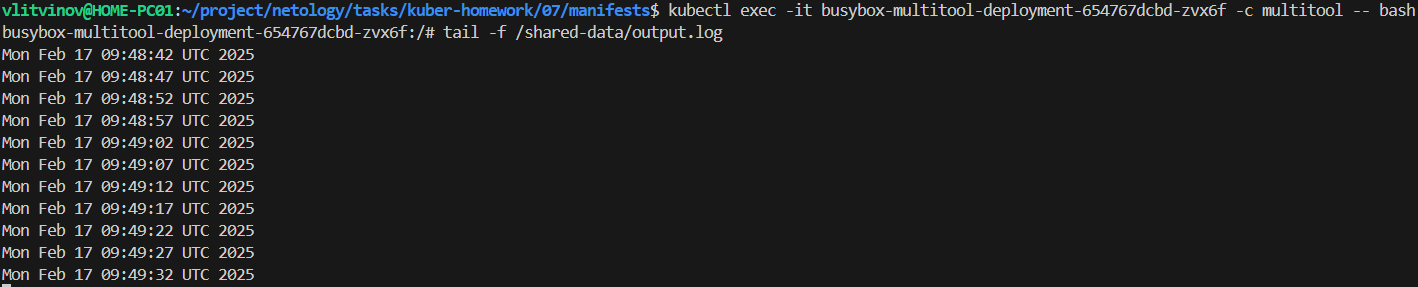 vlitvinov@HOME-PC01:~/project/netology/tasks/kuber-homework/07/manifests$ kubectl exec -it busybox-multitool-deployment-654767dcbd-zvx6f -c multitool -- bash
busybox-multitool-deployment-654767dcbd-zvx6f:/# tail -f /shared-data/output.log
Mon Feb 17 09:48:42 UTC 2025
Mon Feb 17 09:48:47 UTC 2025
Mon Feb 17 09:48:52 UTC 2025
Mon Feb 17 09:48:57 UTC 2025
Mon Feb 17 09:49:02 UTC 2025
Mon Feb 17 09:49:07 UTC 2025
Mon Feb 17 09:49:12 UTC 2025
Mon Feb 17 09:49:17 UTC 2025
Mon Feb 17 09:49:22 UTC 2025
Mon Feb 17 09:49:27 UTC 2025
Mon Feb 17 09:49:32 UTC 2025